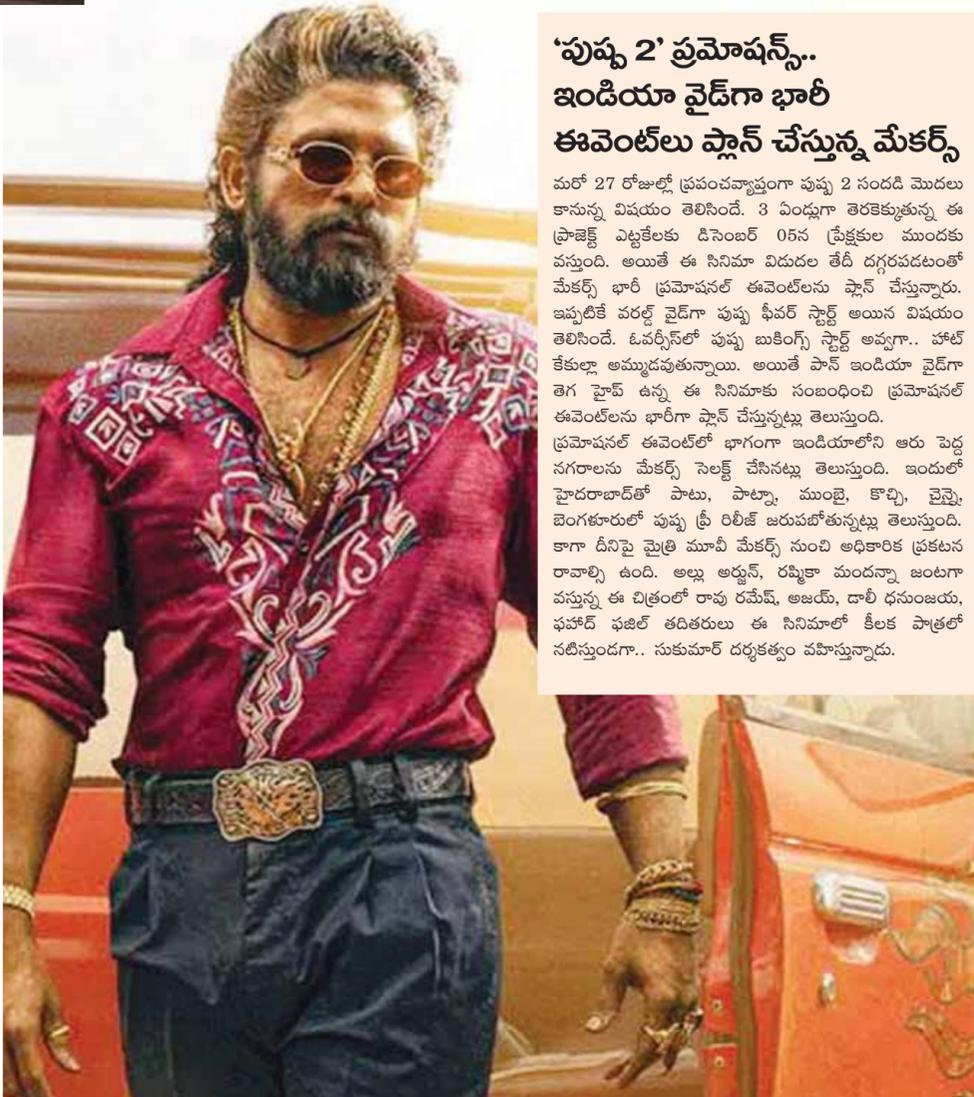 ‘పుష్ప 2’ ప్రమోషన్స్..
ఇండియా వైడ్‌గా భారీ
ఈవెంట్‌లు ప్లాన్ చేస్తున్న మేకర్స్
మరో 27 రోజుల్లో ప్రపంచవ్యాప్తంగా పుష్ప 2 సందడి మొదలు
కానున్న విషయం తెలిసిందే. 3 ఏండ్లుగా తెరకెక్కుతున్న ఈ
ప్రాజెక్ట్ ఎట్టకేలకు డిసెంబర్ 05న ప్రేక్షకుల ముందకు
వస్తుంది. అయితే ఈ సినిమా విడుదల తేదీ దగ్గరపడటంతో
మేకర్స్ భారీ ప్రమోషనల్ ఈవెంట్‌లను ప్లాన్ చేస్తున్నారు.
ఇప్పటికే వరల్డ్ వైడ్‌గా పుష్ప ఫీవర్ స్టార్ట్ అయిన విషయం
తెలిసిందే. ఓవర్సీస్‌లో పుష్ప బుకింగ్స్ స్టార్ట్ అవ్వగా.. హాట్
కేకుల్లా అమ్ముడవుతున్నాయి. అయితే పాన్ ఇండియా వైడ్‌గా
తెగ హైప్ ఉన్న ఈ సినిమాకు సంబంధించి ప్రమోషనల్
ఈవెంట్‌లను భారీగా ప్లాన్ చేస్తున్నట్లు తెలుస్తుంది.
ప్రమోషనల్ ఈవెంట్‌లో భాగంగా ఇండియాలోని ఆరు పెద్ద
నగరాలను మేకర్స్ సెలక్ట్ చేసినట్లు తెలుస్తుంది. ఇందులో
హైదరాబాద్‌తో పాటు, పాట్నా, ముంబై, కొచ్చి, చైన్నై,
బెంగళూరులో పుష్ప ప్రీ రిలీజ్ జరుపబోతున్నట్లు తెలుస్తుంది.
కాగా దీనిపై మైత్రి మూవీ మేకర్స్ నుంచి అధికారిక ప్రకటన
రావాల్సి ఉంది. అల్లు అర్జున్, రష్మికా మందన్నా జంటగా
వస్తున్న ఈ చిత్రంలో రావు రమేష్, అజయ్, డాలీ ధనుంజయ,
ఫహాద్ ఫజిల్ తదితరులు ఈ సినిమాలో కీలక పాత్రలో
నటిస్తుండగా.. సుకుమార్ దర్శకత్వం వహిస్తున్నాడు.